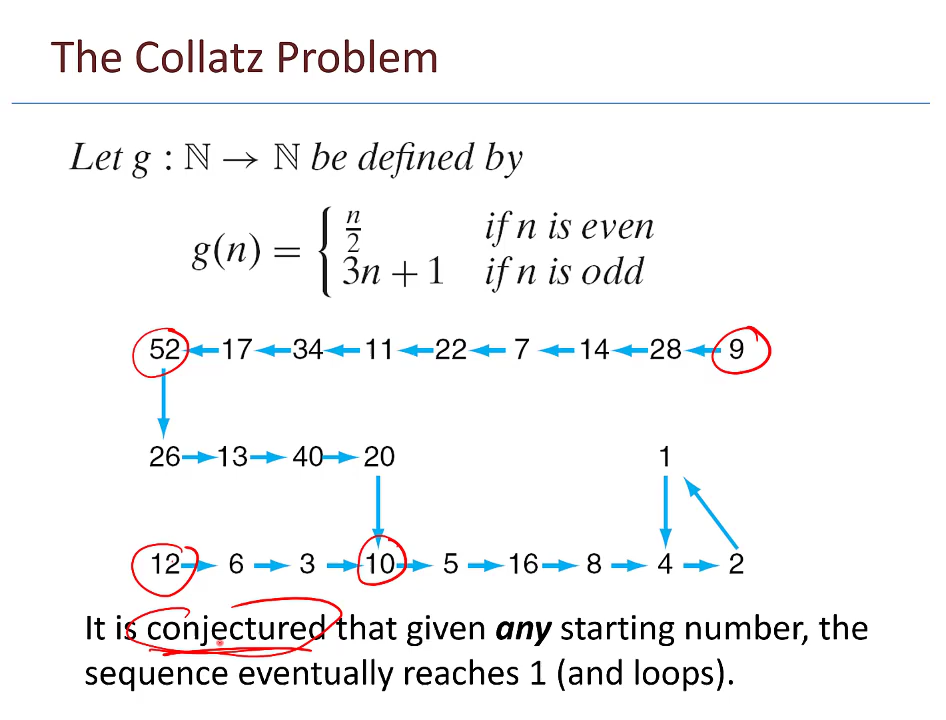 The Collatz Problem
Let g : ℕ → ℕ be defined by
g(n) = { n/2 if n is even
3n + 1 if n is odd
52 ← 17 ← 34 ← 11 ← 22 ← 7 ← 14 ← 28 ← 9
26 → 13 → 40 → 20 1
12 → 6 → 3 → 10 → 5 → 16 → 8 → 4 → 2
It is conjectured that given any starting number, the
sequence eventually reaches 1 (and loops).